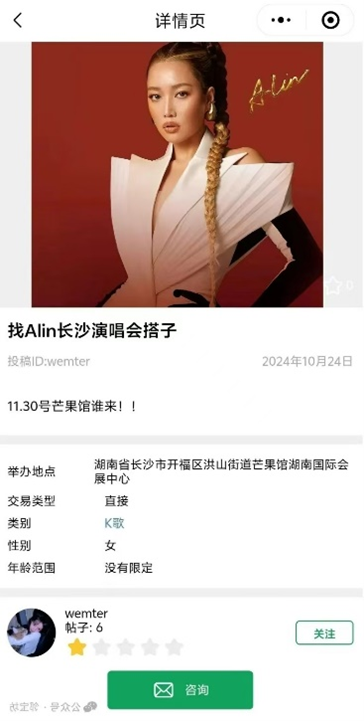 详情页
A-Lin
0
找Alin长沙演唱会搭子
投稿ID:wemter 2024年10月24日
11.30号芒果馆谁来！！
举办地点 湖南省长沙市开福区洪山街道芒果馆湖南国际会
展中心
交易类型 直接
类别 K歌
性别 女
年龄范围 没有限定
wemter
帖子: 6
关注
咨询
公众号 · 邻宝坊